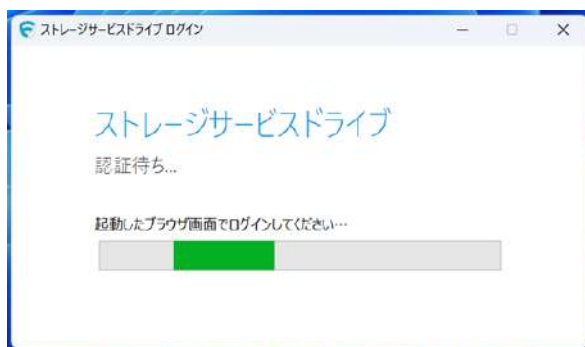 ストレージサービスドライブ ログイン
ストレージサービスドライブ
認証待ち...
起動したブラウザ画面でログインしてください…